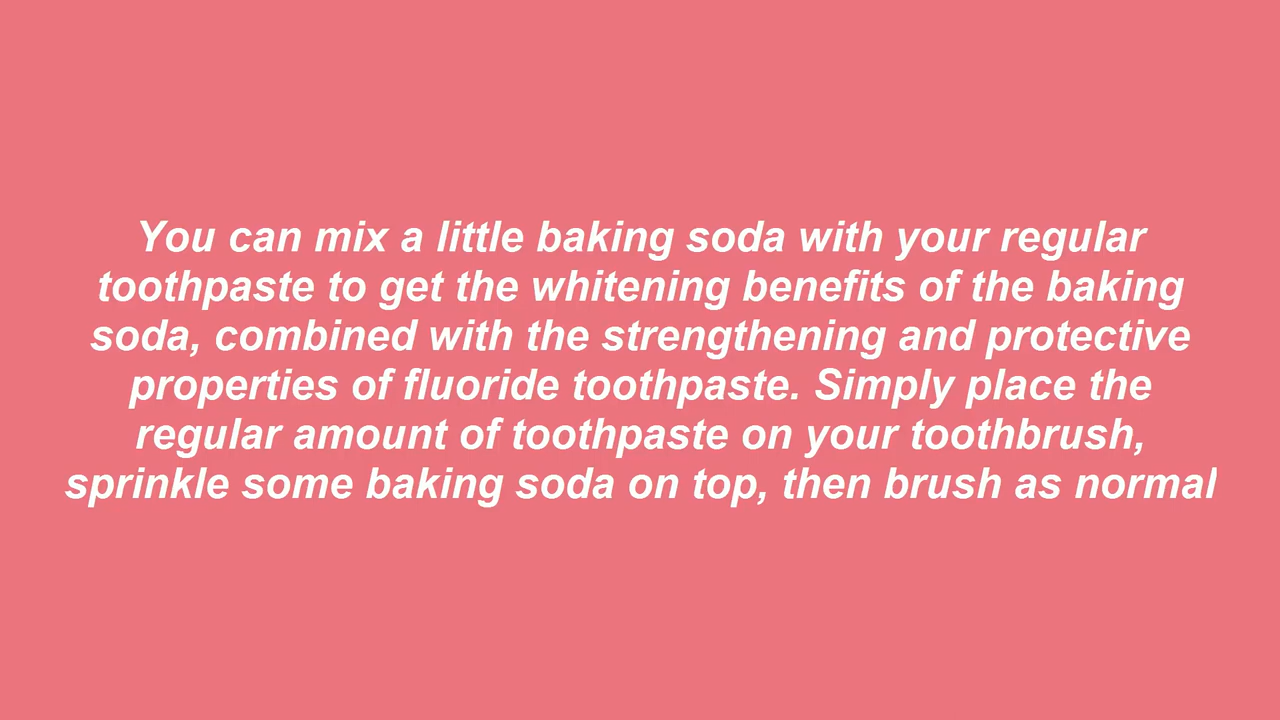 You can mix a little baking soda with your regular
toothpaste to get the whitening benefits of the baking
soda, combined with the strengthening and protective
properties of fluoride toothpaste. Simply place the
regular amount of toothpaste on your toothbrush,
sprinkle some baking soda on top, then brush as normal